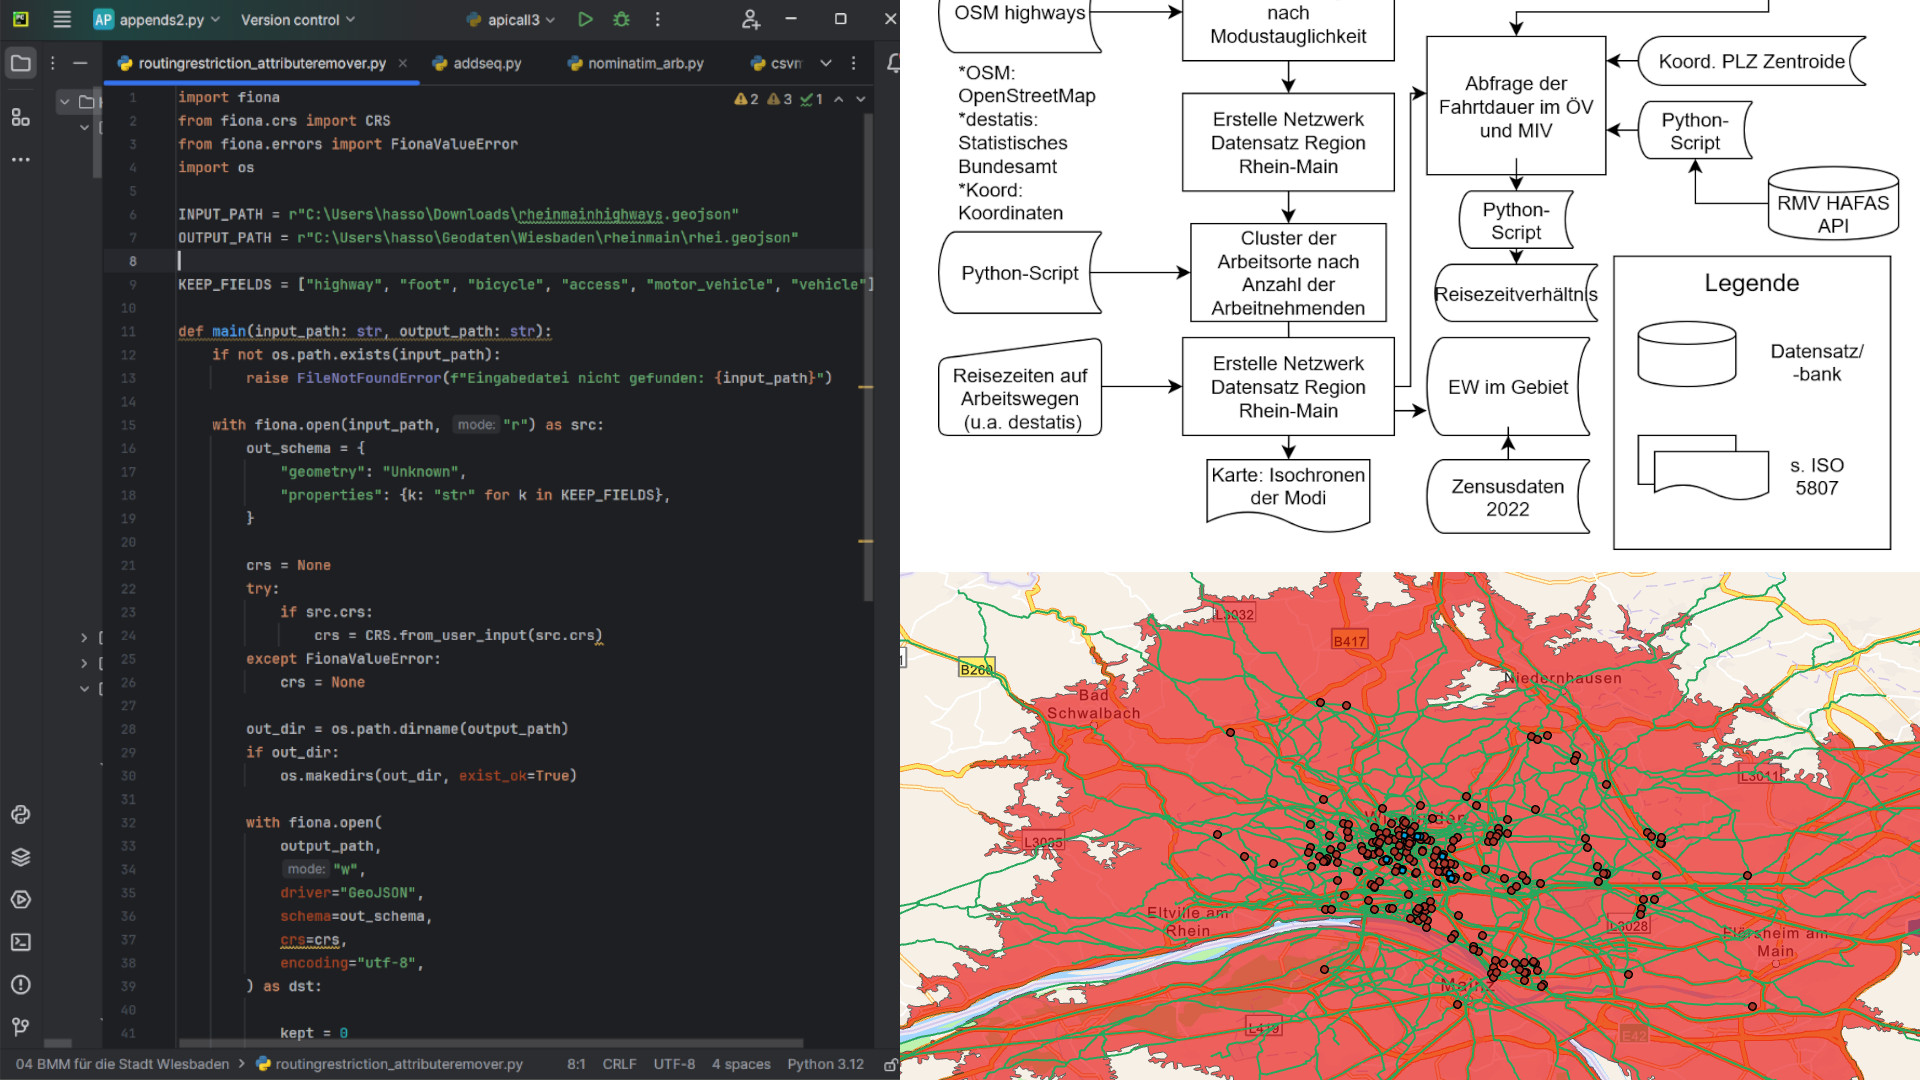 AP appends2.py
Version control
apicall3
routingrestriction_attributeremover.py
addseq.py
nominatim_arb.py
csvm
2 3 1
1 import fiona
2 from fiona.crs import CRS
3 from fiona.errors import FionaValueError
4 import os
5
6 INPUT_PATH = r"C:\Users\hasso\Downloads\rheinmainhighways.geojson"
7 OUTPUT_PATH = r"C:\Users\hasso\Geodaten\Wiesbaden\rheinmain\rhei.geojson"
8
9 KEEP_FIELDS = ["highway", "foot", "bicycle", "access", "motor_vehicle", "vehicle"]
10
11 def main(input_path: str, output_path: str):
12 if not os.path.exists(input_path):
13 raise FileNotFoundError(f"Eingabedatei nicht gefunden: {input_path}")
14
15 with fiona.open(input_path, mode: "r") as src:
16 out_schema = {
17 "geometry": "Unknown",
18 "properties": {k: "str" for k in KEEP_FIELDS},
19 }
20
21 crs = None
22 try:
23 if src.crs:
24 crs = CRS.from_user_input(src.crs)
25 except FionaValueError:
26 crs = None
27
28 out_dir = os.path.dirname(output_path)
29 if out_dir:
30 os.makedirs(out_dir, exist_ok=True)
31
32 with fiona.open(
33 output_path,
34 mode: "w",
35 driver="GeoJSON",
36 schema=out_schema,
37 crs=crs,
38 encoding="utf-8",
39 ) as dst:
40
41 kept = 0
04 BMM für die Stadt Wiesbaden > routingrestriction_attributeremover.py
8:1 CRLF UTF-8 4 spaces Python 3.12
OSM highways
nach
Modustauglichkeit
*OSM:
OpenStreetMap
*destatis:
Statistisches
Bundesamt
*Koord:
Koordinaten
Erstelle Netzwerk
Datensatz Region
Rhein-Main
Python-Script
Cluster der
Arbeitsorte nach
Anzahl der
Arbeitnehmenden
Reisezeiten auf
Arbeitswegen
(u.a. destatis)
Erstelle Netzwerk
Datensatz Region
Rhein-Main
Karte: Isochronen
der Modi
Abfrage der
Fahrtdauer im ÖV
und MIV
Koord. PLZ Zentroide
Python-
Script
RMV HAFAS
API
Python-
Script
Reisezeitverhältnis
EW im Gebiet
Zensusdaten
2022
Legende
Datensatz/
-bank
s. ISO
5807
L3032
B417
B260
Bad
Schwalbach
Niedernhausen
L3011
L3035
Wiesbaden
Eltville am
Rhein
L3028
Flörsheim am
Main
Mainz
L419
E42